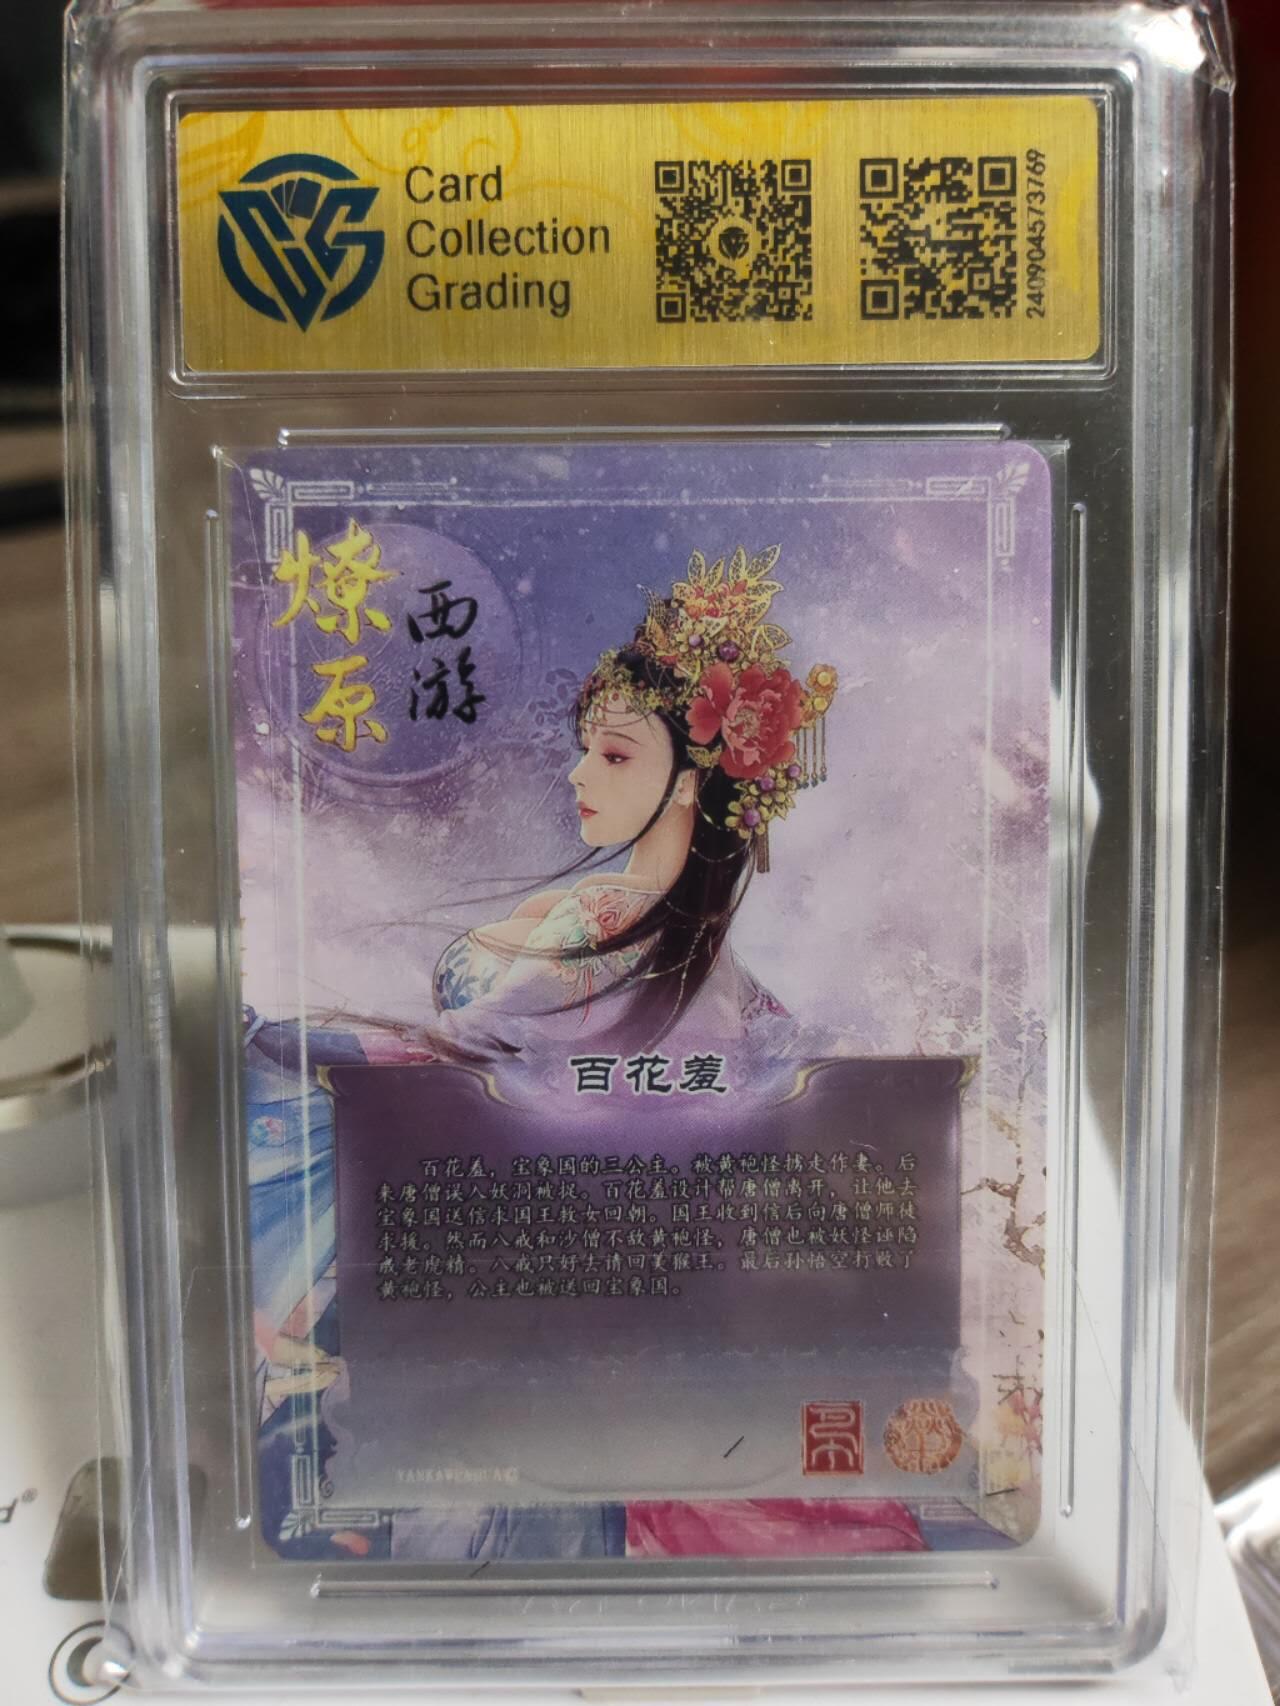 Card
Collection
Grading
240904573769
燎原
西游
百花羞
百花羞，宝象国的三公主。被黄袍怪掳走作妻。后
来唐僧误入妖洞被捉。百花羞设计帮唐僧离开，让他去
宝象国送信求国王救女回朝。国王收到信后向唐僧师徒
求援。然而八戒和沙僧不敌黄袍怪，唐僧也被妖怪诬陷
成老虎精。八戒只好去请回美猴王。最后孙悟空打败了
黄袍怪，公主也被送回宝象国。